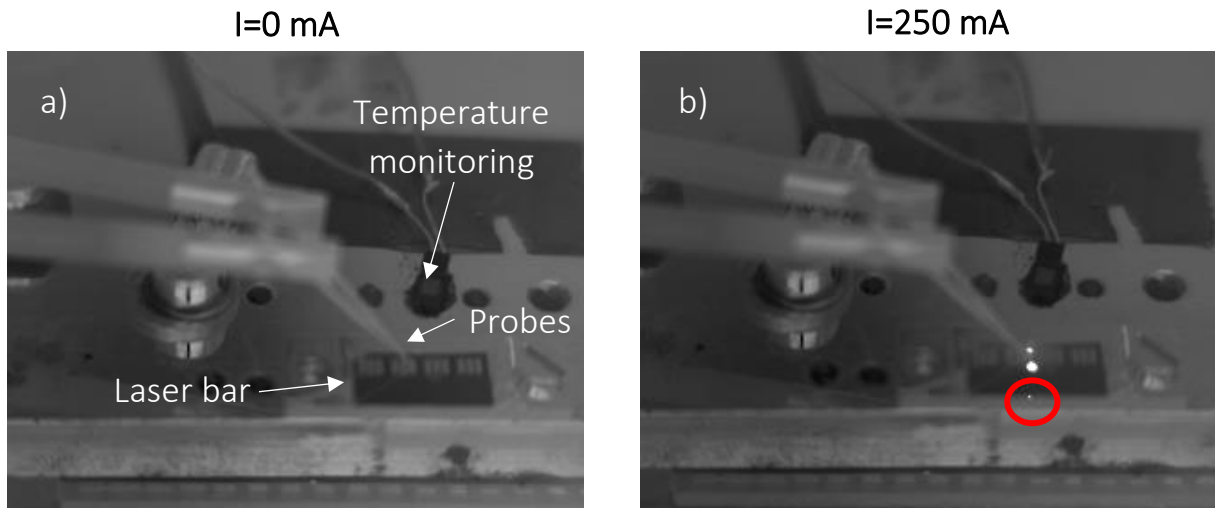 I=0 mA
I=250 mA
a)
Temperature
monitoring
Probes
Laser bar
b)